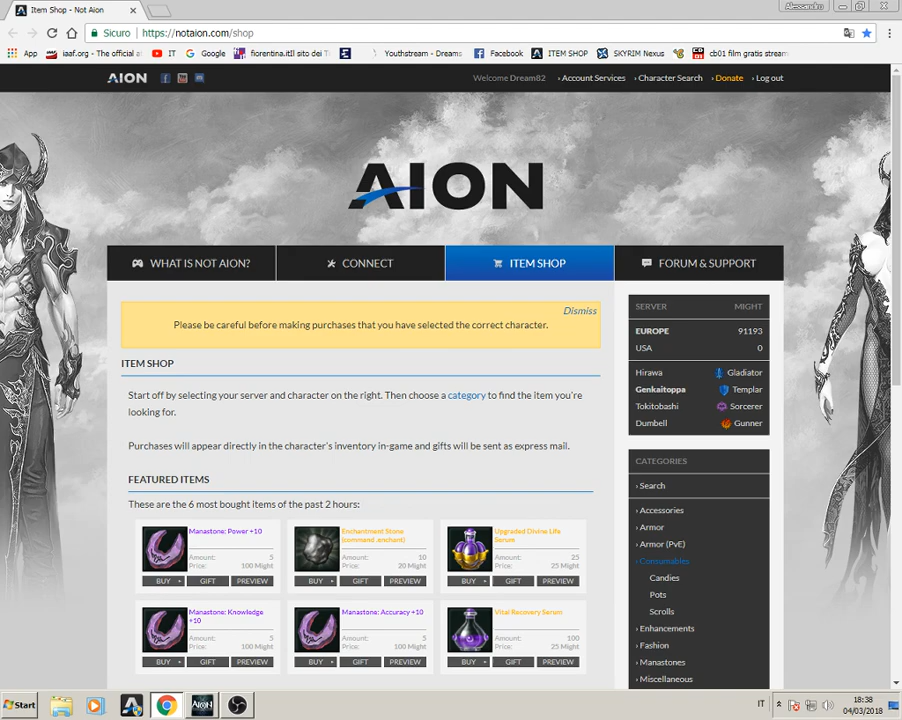 Item Shop - Not Aion
Alessandro
Sicuro https://notaion.com/shop
App iaaf.org - The official a IT Google fiorentina.it Il sito dei T Youthstream - Dreams Facebook ITEM SHOP SKYRIM Nexus cb01 film gratis stream
AION Welcome Dream82 › Account Services › Character Search › Donate › Log out
AION
WHAT IS NOT AION? CONNECT ITEM SHOP FORUM & SUPPORT
Dismiss
Please be careful before making purchases that you have selected the correct character.
ITEM SHOP
Start off by selecting your server and character on the right. Then choose a category to find the item you're
looking for.
Purchases will appear directly in the character's inventory in-game and gifts will be sent as express mail.
FEATURED ITEMS
These are the 6 most bought items of the past 2 hours:
Manastone: Power +10
Amount: 5
Price: 100 Might
BUY GIFT PREVIEW
Enchantment Stone
(command .enchant)
Amount: 10
Price: 20 Might
BUY GIFT PREVIEW
Upgraded Divine Life
Serum
Amount: 25
Price: 25 Might
BUY GIFT PREVIEW
Manastone: Knowledge
+10
Amount: 5
Price: 100 Might
BUY GIFT PREVIEW
Manastone: Accuracy +10
Amount: 5
Price: 100 Might
BUY GIFT PREVIEW
Vital Recovery Serum
Amount: 100
Price: 25 Might
BUY GIFT PREVIEW
SERVER MIGHT
EUROPE 91193
USA 0
Hirawa Gladiator
Genkaitoppa Templar
Tokitobashi Sorcerer
Dumbell Gunner
CATEGORIES
› Search
› Accessories
› Armor
› Armor (PvE)
› Consumables
Candies
Pots
Scrolls
› Enhancements
› Fashion
› Manastones
› Miscellaneous
Start
IT
18:38
04/03/2018